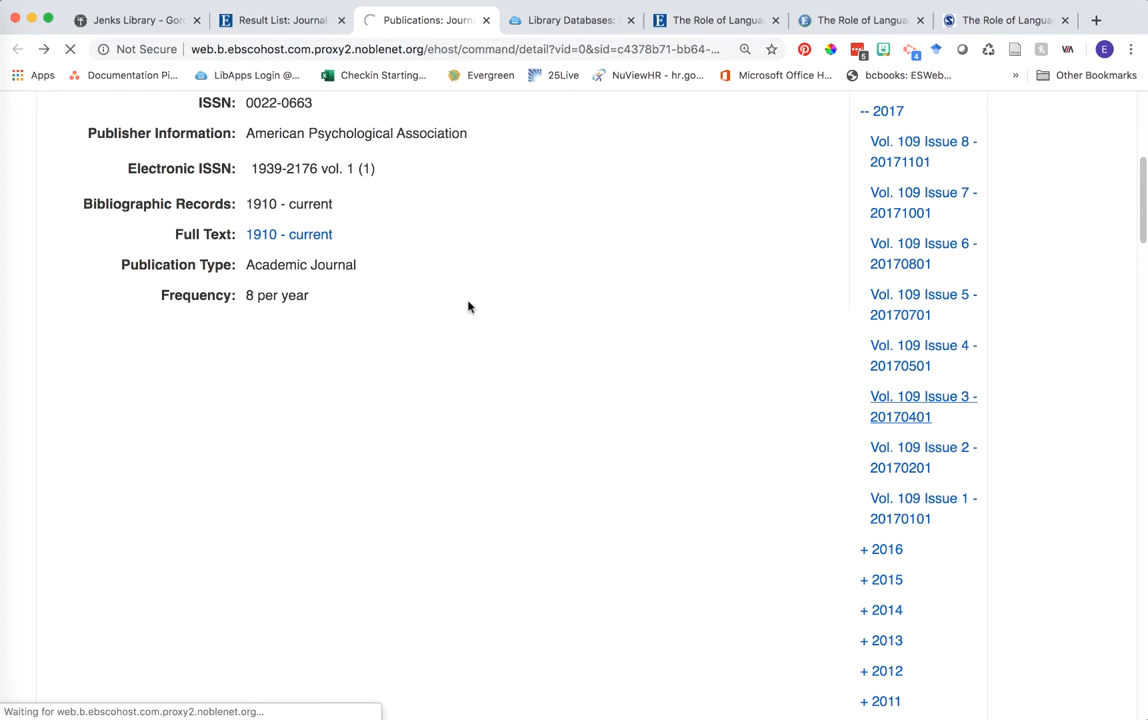 Jenks Library - Gor
Result List: Journal
Publications: Journ
Library Databases:
The Role of Langua
The Role of Langua
The Role of Langua
Not Secure
web.b.ebscohost.com.proxy2.noblenet.org/ehost/command/detail?vid=0&sid=c4378b71-bb64-...
5
4
VIA
E
Apps
Documentation Pi...
LibApps Login @...
Checkin Starting...
Evergreen
25Live
NuViewHR - hr.go...
Microsoft Office H...
bcbooks: ESWeb...
»
Other Bookmarks
ISSN: 0022-0663
Publisher Information: American Psychological Association
Electronic ISSN: 1939-2176 vol. 1 (1)
Bibliographic Records: 1910 - current
Full Text: 1910 - current
Publication Type: Academic Journal
Frequency: 8 per year
-- 2017
Vol. 109 Issue 8 -
20171101
Vol. 109 Issue 7 -
20171001
Vol. 109 Issue 6 -
20170801
Vol. 109 Issue 5 -
20170701
Vol. 109 Issue 4 -
20170501
Vol. 109 Issue 3 -
20170401
Vol. 109 Issue 2 -
20170201
Vol. 109 Issue 1 -
20170101
+ 2016
+ 2015
+ 2014
+ 2013
+ 2012
+ 2011
Waiting for web.b.ebscohost.com.proxy2.noblenet.org...